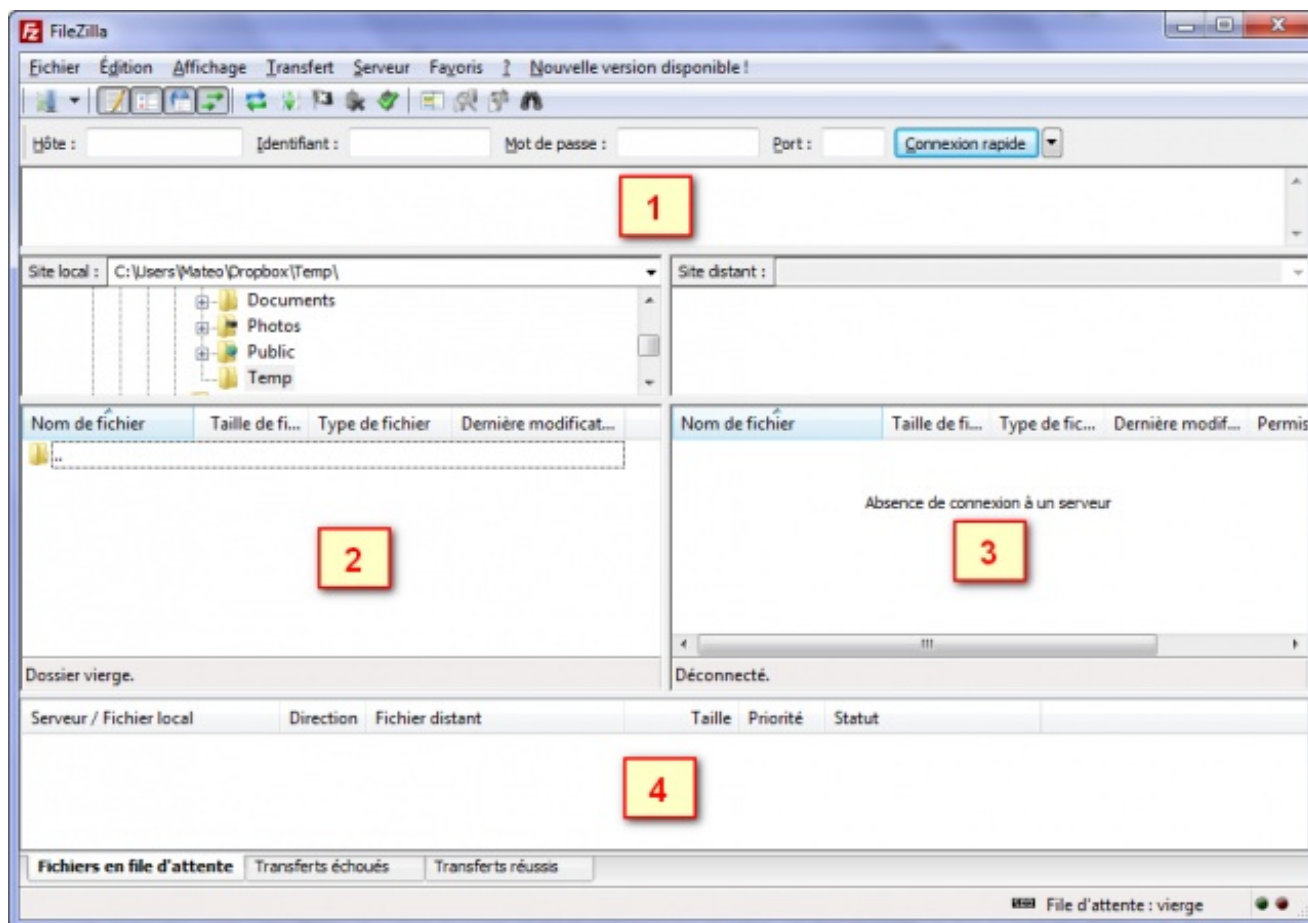 FileZilla
Fichier Édition Affichage Transfert Serveur Favoris ? Nouvelle version disponible !
Hôte : Identifiant : Mot de passe : Port : Connexion rapide
1
Site local : C:\Users\Mateo\Dropbox\Temp\
Documents
Photos
Public
Temp
Site distant :
Nom de fichier Taille de fi... Type de fichier Dernière modificat...
..
2
Dossier vierge.
Nom de fichier Taille de fi... Type de fic... Dernière modif... Permis
Absence de connexion à un serveur
3
Déconnecté.
Serveur / Fichier local Direction Fichier distant Taille Priorité Statut
4
Fichiers en file d'attente Transferts échoués Transferts réussis
File d'attente : vierge